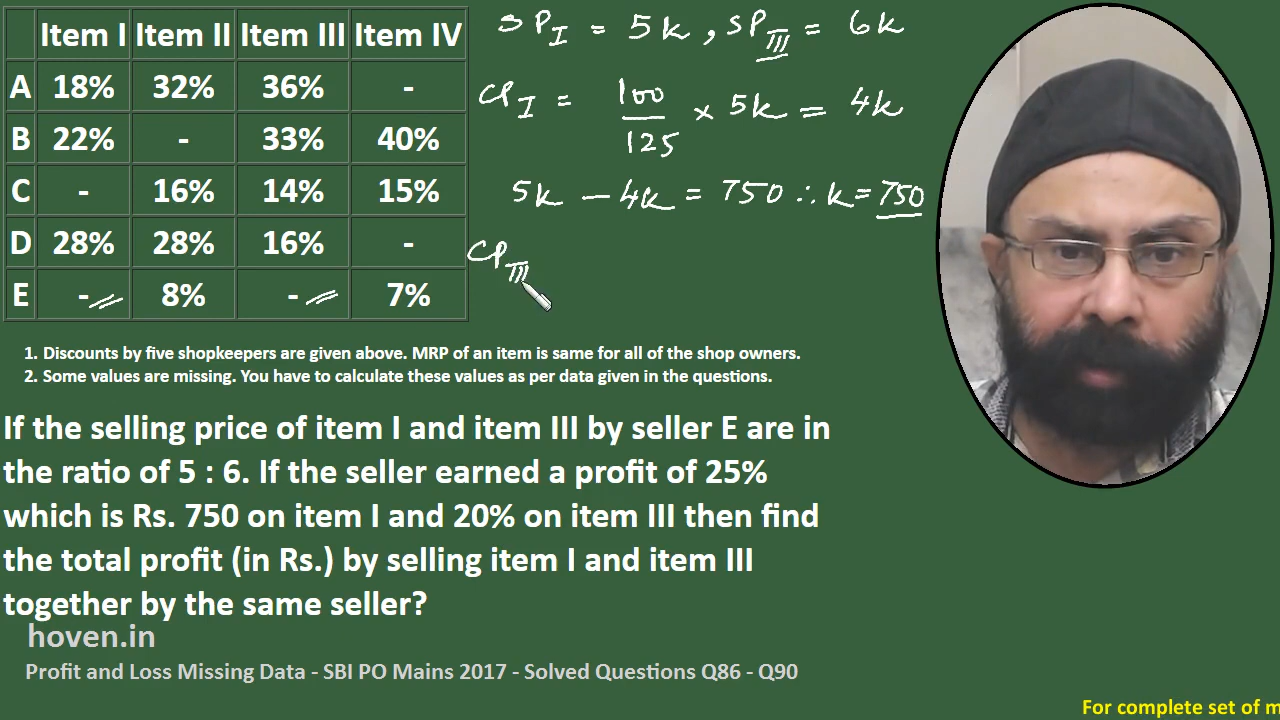 Item I Item II Item III Item IV
A 18% 32% 36% -
B 22% - 33% 40%
C - 16% 14% 15%
D 28% 28% 16% -
E - 8% - 7%
SP_I = 5k, SP_III = 6k
CP_I = 100/125 × 5k = 4k
5k - 4k = 750 ∴ k = 750
CP_III
1. Discounts by five shopkeepers are given above. MRP of an item is same for all of the shop owners.
2. Some values are missing. You have to calculate these values as per data given in the questions.
If the selling price of item I and item III by seller E are in
the ratio of 5 : 6. If the seller earned a profit of 25%
which is Rs. 750 on item I and 20% on item III then find
the total profit (in Rs.) by selling item I and item III
together by the same seller?
hoven.in
Profit and Loss Missing Data - SBI PO Mains 2017 - Solved Questions Q86 - Q90
For complete set of m